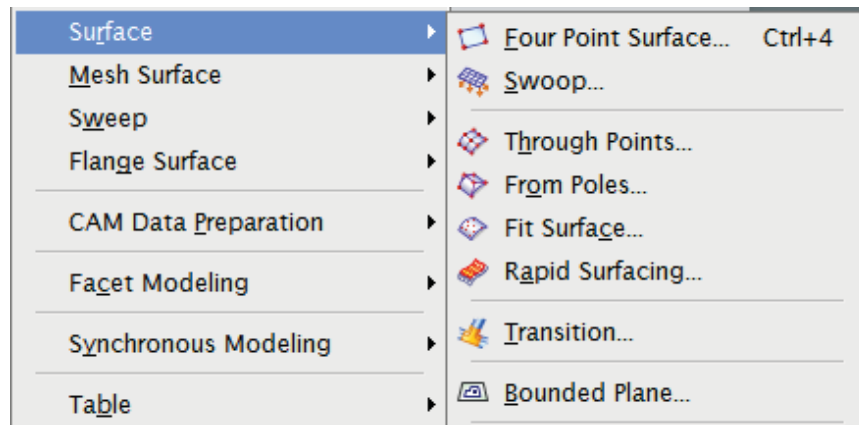 Surface
Mesh Surface
Sweep
Flange Surface
CAM Data Preparation
Facet Modeling
Synchronous Modeling
Table
Four Point Surface... Ctrl+4
Swoop...
Through Points...
From Poles...
Fit Surface...
Rapid Surfacing...
Transition...
Bounded Plane...